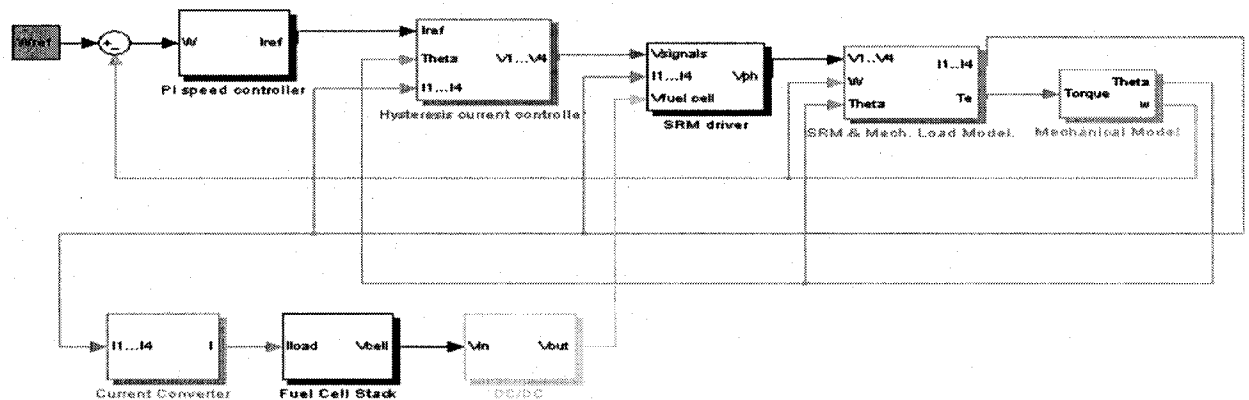 Wref
+
-
W
Iref
PI speed controller
Iref
Theta
I1...I4
V1...V4
Hysteresis current controlle
Vsignals
I1...I4
Vfuel cell
Vph
SRM driver
V1..V4
W
Theta
I1...I4
Te
SRM & Mech. Load Model.
Torque
Theta
w
Mechanical Model
I1...I4
I
Current Converter
Iload
Vcell
Fuel Cell Stack
Vin
Vout
DC/DC